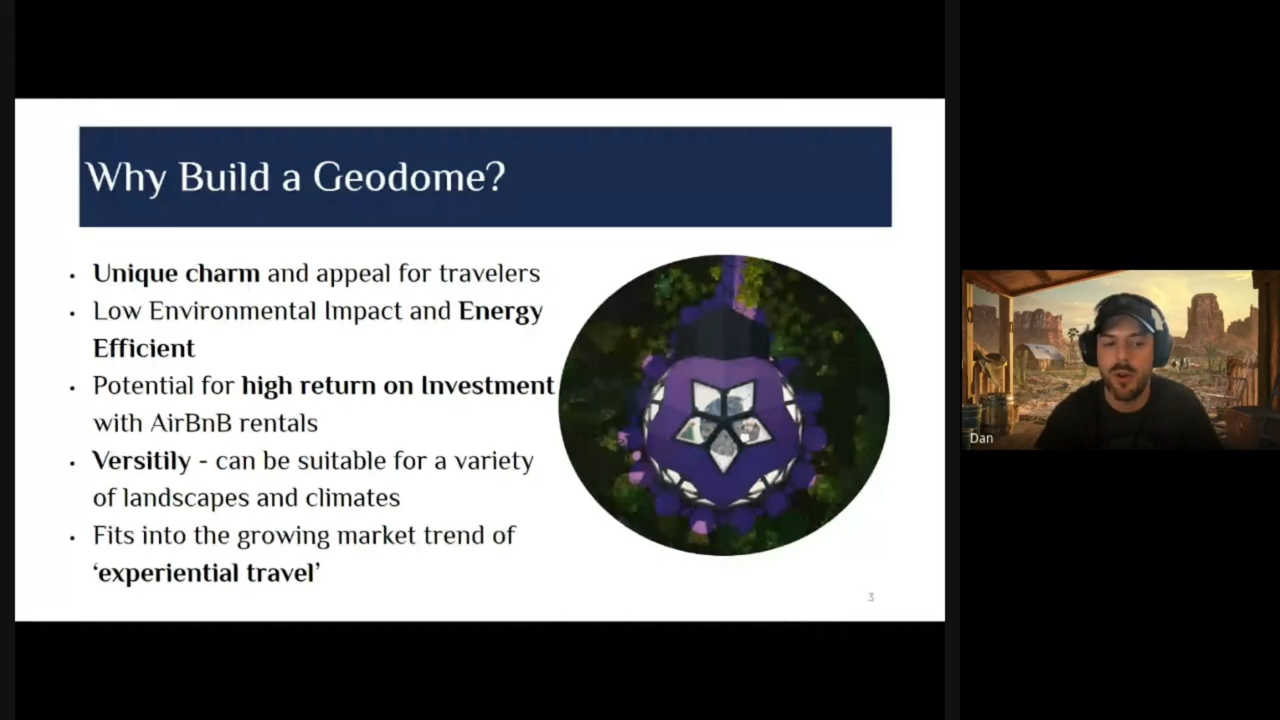 Why Build a Geodome?
• Unique charm and appeal for travelers
• Low Environmental Impact and Energy
Efficient
• Potential for high return on Investment
with AirBnB rentals
• Versitily - can be suitable for a variety
of landscapes and climates
• Fits into the growing market trend of
‘experiential travel’
3
Dan